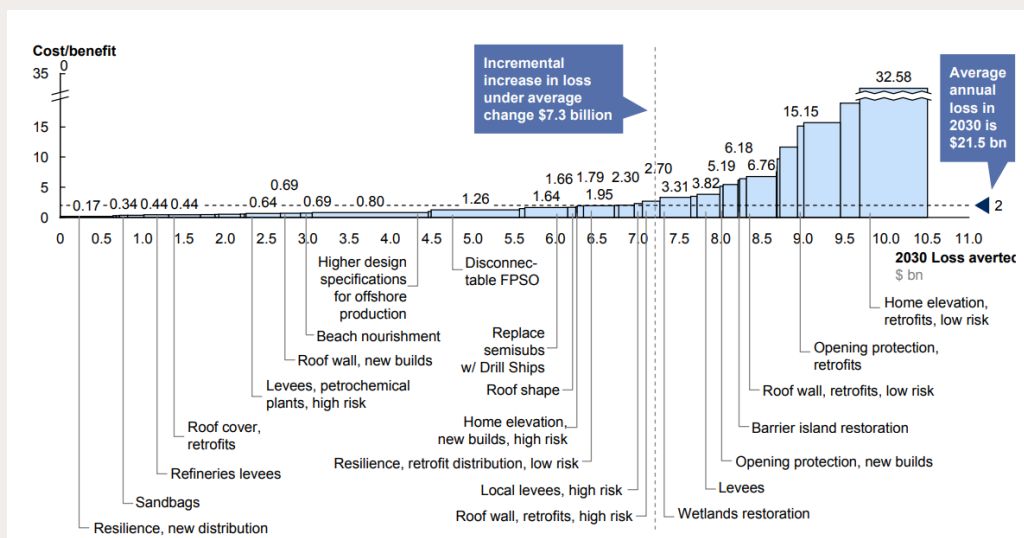 Cost/benefit
0
35
15
10
5
0
Incremental
increase in loss
under average
change $7.3 billion
Average
annual
loss in
2030 is
$21.5 bn
2
0.17
0.34
0.44
0.44
0.64
0.69
0.69
0.80
1.26
1.64
1.66
1.79
1.95
2.30
2.70
3.31
3.82
5.19
6.18
6.76
15.15
32.58
0 0.5 1.0 1.5 2.0 2.5 3.0 3.5 4.0 4.5 5.0 5.5 6.0 6.5 7.0 7.5 8.0 8.5 9.0 9.5 10.0 10.5 11.0
2030 Loss averted
$ bn
Higher design
specifications
for offshore
production
Disconnec-
table FPSO
Beach nourishment
Roof wall, new builds
Levees, petrochemical
plants, high risk
Roof cover,
retrofits
Refineries levees
Sandbags
Resilience, new distribution
Replace
semisubs
w/ Drill Ships
Roof shape
Home elevation,
new builds, high risk
Resilience, retrofit distribution, low risk
Local levees, high risk
Roof wall, retrofits, high risk
Home elevation,
retrofits, low risk
Opening protection,
retrofits
Roof wall, retrofits, low risk
Barrier island restoration
Opening protection, new builds
Levees
Wetlands restoration